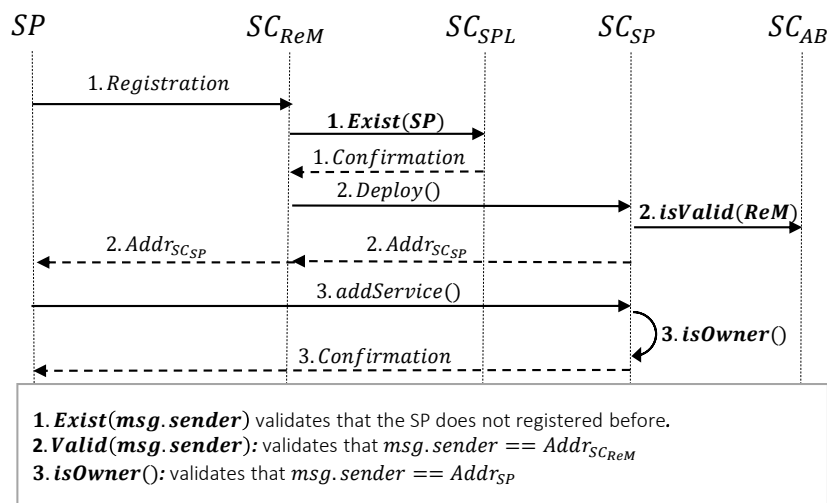 SP SC_ReM SC_SPL SC_SP SC_AB
1. Registration
1. Exist(SP)
1. Confirmation
2. Deploy()
2. isValid(ReM)
2. Addr_SC_SP 2. Addr_SC_SP
3. addService()
3. isOwner()
3. Confirmation
1. Exist(msg.sender) validates that the SP does not registered before.
2. Valid(msg.sender): validates that msg.sender == Addr_SC_ReM
3. isOwner(): validates that msg.sender == Addr_SP